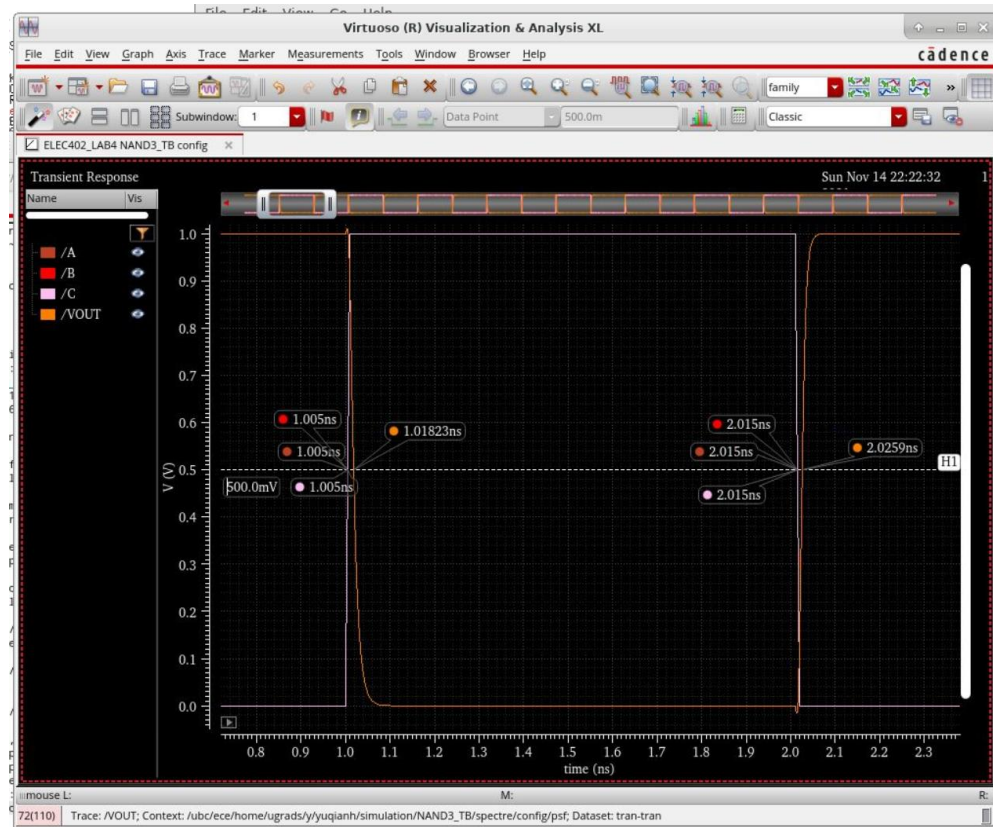 File Edit View Go Help
Virtuoso (R) Visualization & Analysis XL
File Edit View Graph Axis Trace Marker Measurements Tools Window Browser Help
cādence
family
»
Subwindow: 1
Data Point
500.0m
Classic
ELEC402_LAB4 NAND3_TB config
Transient Response
Sun Nov 14 22:22:32
1
Name Vis
/A
/B
/C
/VOUT
V (V)
1.0
0.9
0.8
0.7
0.6
0.5
0.4
0.3
0.2
0.1
0.0
1.005ns
1.01823ns
1.005ns
500.0mV
1.005ns
2.015ns
2.015ns
2.0259ns
2.015ns
H1
0.8 0.9 1.0 1.1 1.2 1.3 1.4 1.5 1.6 1.7 1.8 1.9 2.0 2.1 2.2 2.3
time (ns)
mouse L: M: R:
72(110) Trace: /VOUT; Context: /ubc/ece/home/ugrads/y/yuqianh/simulation/NAND3_TB/spectre/config/psf; Dataset: tran-tran